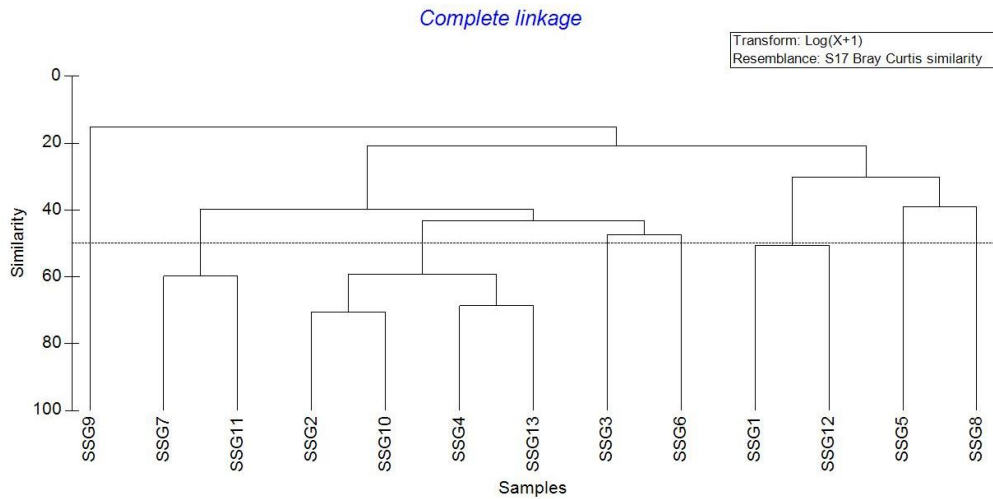 Complete linkage
Transform: Log(X+1)
Resemblance: S17 Bray Curtis similarity
0
20
40
60
80
100
Similarity
SSG9
SSG7
SSG11
SSG2
SSG10
SSG4
SSG13
SSG3
SSG6
SSG1
SSG12
SSG5
SSG8
Samples